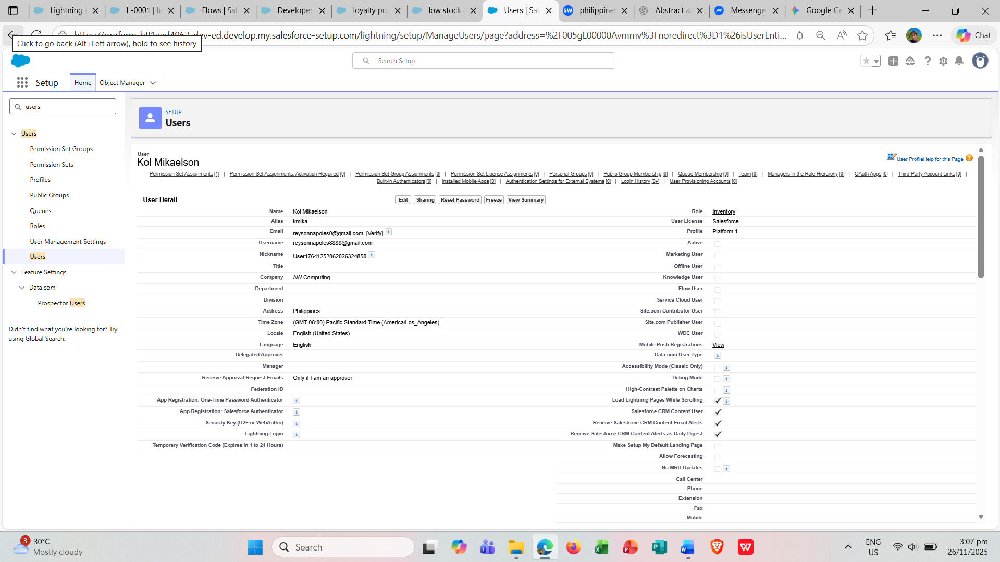 Lightning L
I -0001 | In
Flows | Sal
Developer
loyalty pro
low stock a
Users | Sal
philippines
Abstract a
Messenger
Google Ge
https://orgfarm-b81aad4963-dev-ed.develop.my.salesforce-setup.com/lightning/setup/ManageUsers/page?address=%2F005gL00000Avmmv%3Fnoredirect%3D1%26isUserEnti...
Chat
Click to go back (Alt+Left arrow), hold to see history
Search Setup
Setup
Home
Object Manager
users
Users
Permission Set Groups
Permission Sets
Profiles
Public Groups
Queues
Roles
User Management Settings
Users
Feature Settings
Data.com
Prospector Users
Didn't find what you're looking for? Try
using Global Search.
SETUP
Users
User
Kol Mikaelson
User Profile
Help for this Page
Permission Set Assignments [1] | Permission Set Assignments: Activation Required [0] | Permission Set Group Assignments [0] | Permission Set License Assignments [0] | Personal Groups [0] | Public Group Membership [0] | Queue Membership [0] | Team [0] | Managers in the Role Hierarchy [0] | OAuth Apps [0] | Third-Party Account Links [0] |
Built-in Authenticators [0] | Installed Mobile Apps [0] | Authentication Settings for External Systems [0] | Login History [0+] | User Provisioning Accounts [0]
User Detail
Edit Sharing Reset Password Freeze View Summary
Name Kol Mikaelson
Alias kmika
Email reysonnapoles0@gmail.com [Verify]
Username reysonnapoles8888@gmail.com
Nickname User17641252062026324850
Title
Company AW Computing
Department
Division
Address Philippines
Time Zone (GMT-08:00) Pacific Standard Time (America/Los_Angeles)
Locale English (United States)
Language English
Delegated Approver
Manager
Receive Approval Request Emails Only if I am an approver
Federation ID
App Registration: One-Time Password Authenticator
App Registration: Salesforce Authenticator
Security Key (U2F or WebAuthn)
Lightning Login
Temporary Verification Code (Expires in 1 to 24 Hours)
Role Inventory
User License Salesforce
Profile Platform 1
Active
Marketing User
Offline User
Knowledge User
Flow User
Service Cloud User
Site.com Contributor User
Site.com Publisher User
WDC User
Mobile Push Registrations View
Data.com User Type
Accessibility Mode (Classic Only)
Debug Mode
High-Contrast Palette on Charts
Load Lightning Pages While Scrolling
Salesforce CRM Content User
Receive Salesforce CRM Content Email Alerts
Receive Salesforce CRM Content Alerts as Daily Digest
Make Setup My Default Landing Page
Allow Forecasting
No MRU Updates
Call Center
Phone
Extension
Fax
Mobile
3
30°C
Mostly cloudy
Search
ENG
US
3:07 pm
26/11/2025